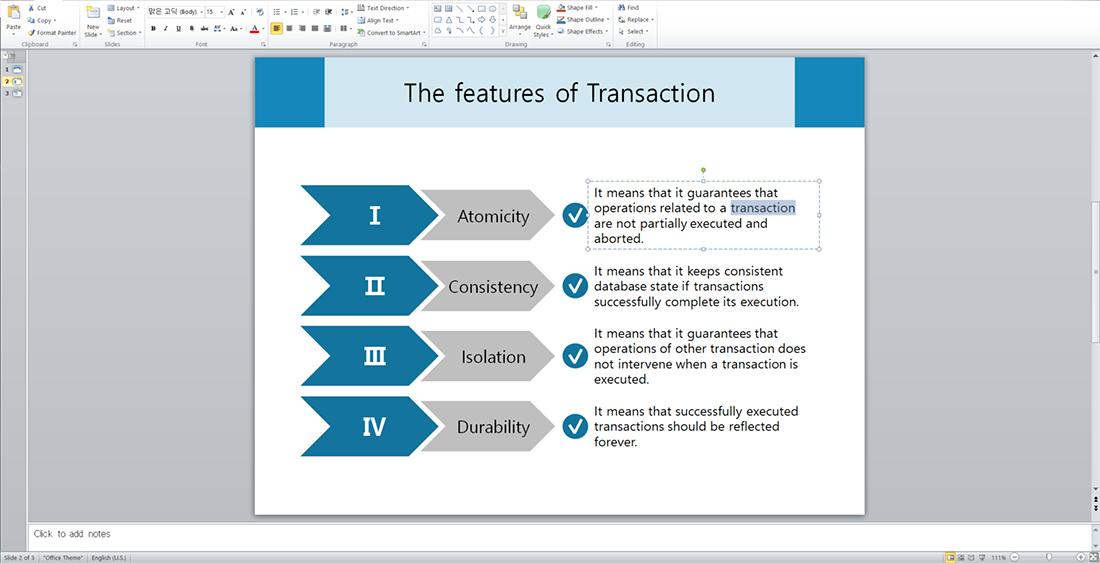 Cut
Copy
Format Painter
Paste
Clipboard
New
Slide
Layout
Reset
Section
Slides
맑은 고딕 (Body)
15
Font
Text Direction
Align Text
Convert to SmartArt
Paragraph
Arrange
Quick
Styles
Shape Fill
Shape Outline
Shape Effects
Drawing
Find
Replace
Select
Editing
1
2
3
The features of Transaction
I
Atomicity
It means that it guarantees that
operations related to a transaction
are not partially executed and
aborted.
II
Consistency
It means that it keeps consistent
database state if transactions
successfully complete its execution.
III
Isolation
It means that it guarantees that
operations of other transaction does
not intervene when a transaction is
executed.
IV
Durability
It means that successfully executed
transactions should be reflected
forever.
Click to add notes
Slide 2 of 3 "Office Theme" English (U.S.) 111%